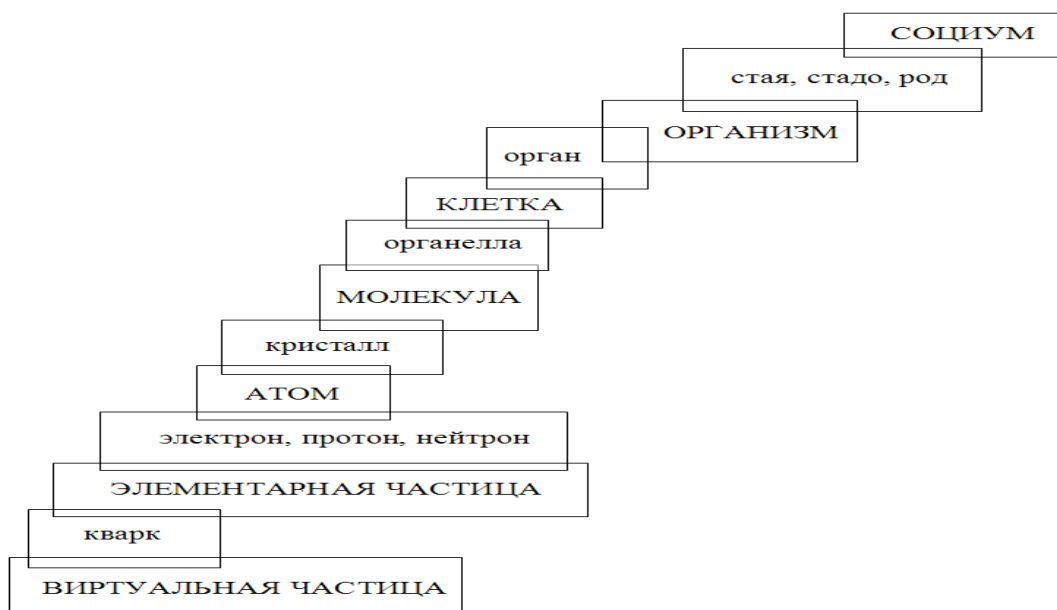 СОЦИУМ
стая, стадо, род
ОРГАНИЗМ
орган
КЛЕТКА
органелла
МОЛЕКУЛА
кристалл
АТОМ
электрон, протон, нейтрон
ЭЛЕМЕНТАРНАЯ ЧАСТИЦА
кварк
ВИРТУАЛЬНАЯ ЧАСТИЦА